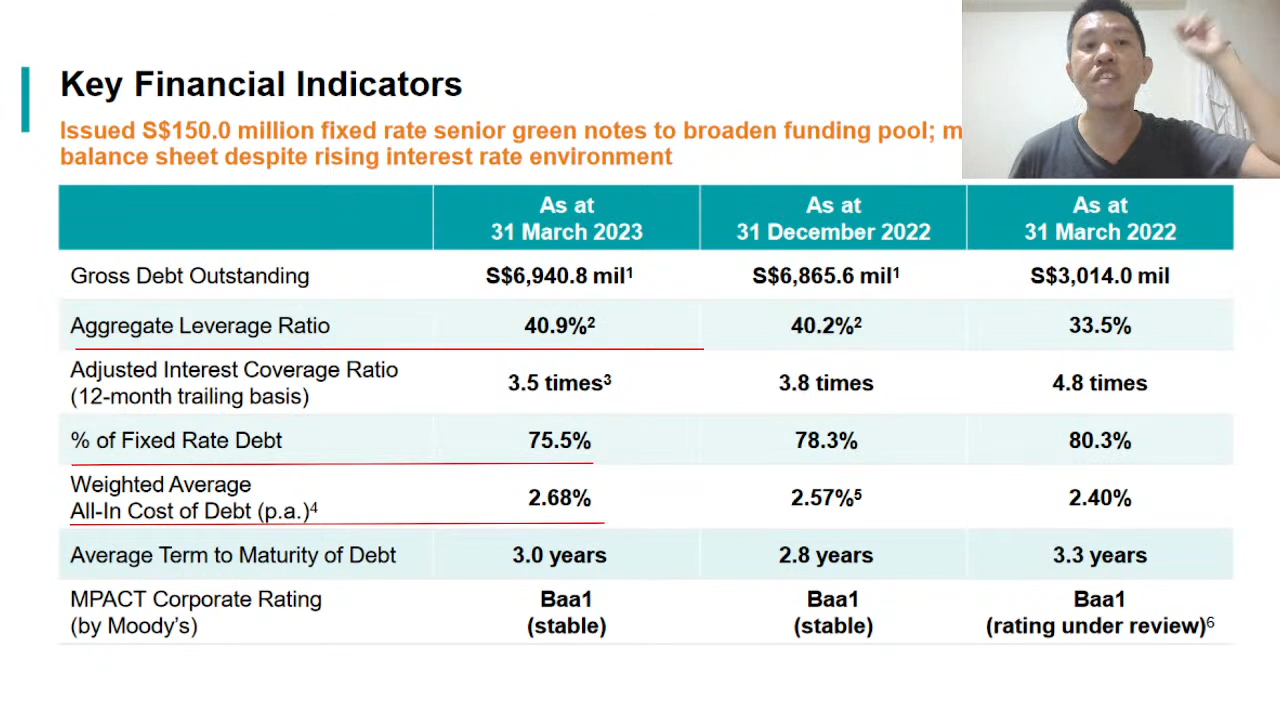 Key Financial Indicators
Issued S$150.0 million fixed rate senior green notes to broaden funding pool;
balance sheet despite rising interest rate environment
As at
31 March 2023
As at
31 December 2022
As at
31 March 2022
Gross Debt Outstanding S$6,940.8 mil¹ S$6,865.6 mil¹ S$3,014.0 mil
Aggregate Leverage Ratio 40.9%² 40.2%² 33.5%
Adjusted Interest Coverage Ratio
(12-month trailing basis) 3.5 times³ 3.8 times 4.8 times
% of Fixed Rate Debt 75.5% 78.3% 80.3%
Weighted Average
All-In Cost of Debt (p.a.)⁴ 2.68% 2.57%⁵ 2.40%
Average Term to Maturity of Debt 3.0 years 2.8 years 3.3 years
MPACT Corporate Rating
(by Moody's)
Baa1
(stable)
Baa1
(stable)
Baa1
(rating under review)⁶